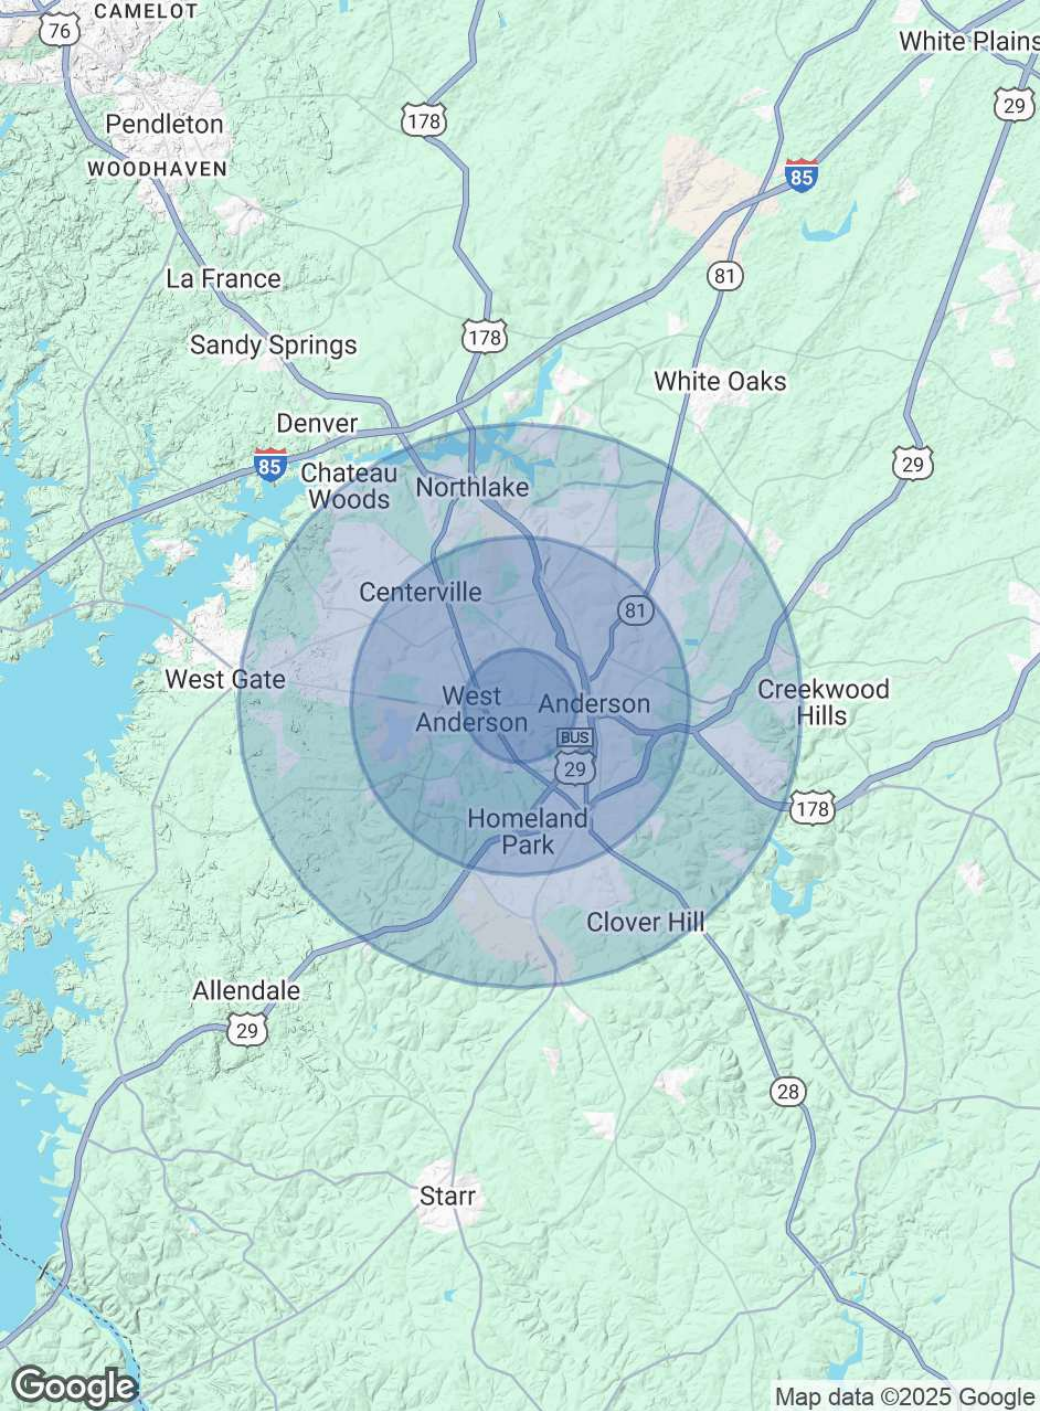 CAMELOT
76
White Plains
29
178
Pendleton
WOODHAVEN
85
La France
81
Sandy Springs
178
White Oaks
Denver
85
Chateau
Woods
Northlake
29
Centerville
81
West Gate
West
Anderson
Anderson
Creekwood
Hills
BUS
29
178
Homeland
Park
Clover Hill
Allendale
29
28
Starr
Google
Map data ©2025 Google